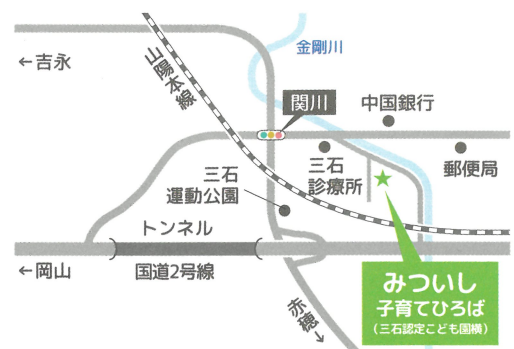 金剛川
←吉永
山陽本線
関川
中国銀行
三石
運動公園
三石
診療所
郵便局
トンネル
←岡山
国道2号線
赤穂→
みついし
子育てひろば
（三石認定こども園横）